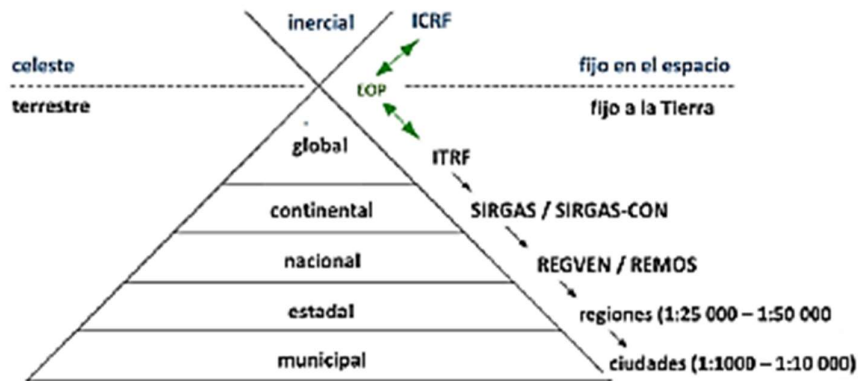 inercial ICRF
celeste fijo en el espacio
EOP
terrestre fijo a la Tierra
global
ITRF
continental SIRGAS / SIRGAS-CON
nacional REGVEN / REMOS
estadal regiones (1:25 000 – 1:50 000
municipal ciudades (1:1000 – 1:10 000)